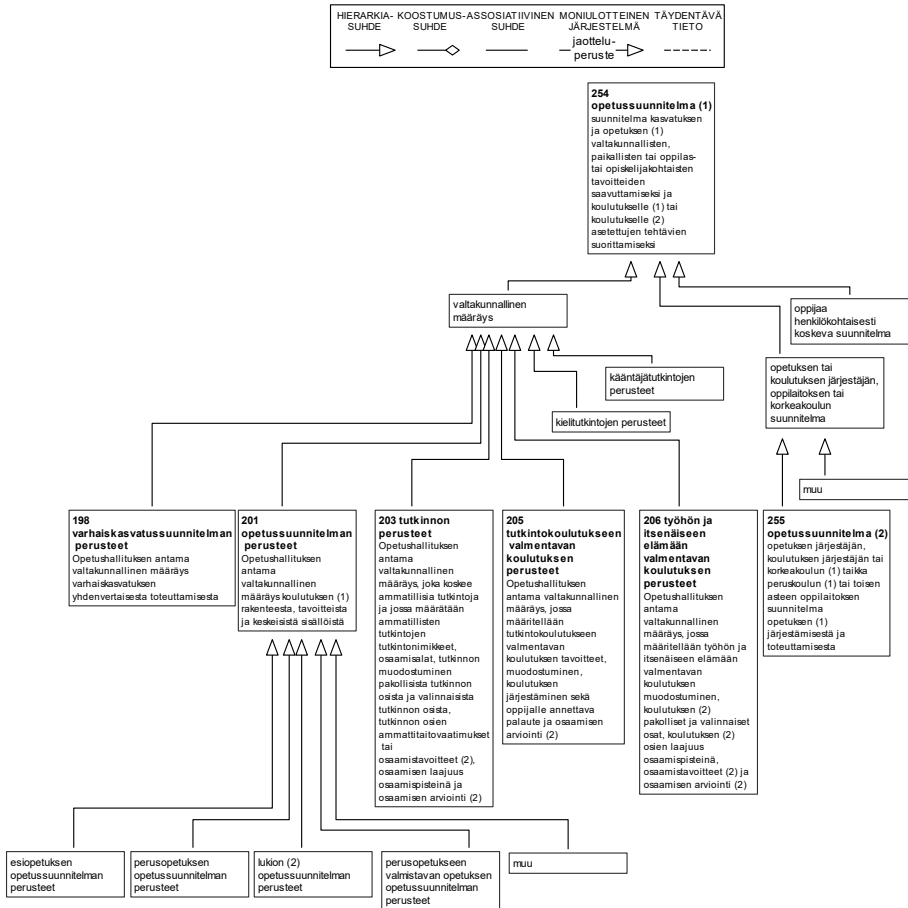 HIERARKIA-
SUHDE
KOOSTUMUS-
SUHDE
ASSOSIATIIVINEN
SUHDE
MONIULOTTEINEN
JÄRJESTELMÄ
jaottelu-
peruste
TÄYDENTÄVÄ
TIETO
254
opetussuunnitelma (1)
suunnitelma kasvatuksen
ja opetuksen (1)
valtakunnallisten,
paikallisten tai oppilas-
tai opiskelijakohtaisten
tavoitteiden
saavuttamiseksi ja
koulutukselle (1) tai
koulutukselle (2)
asetettujen tehtävien
suorittamiseksi
valtakunnallinen
määräys
oppijaa
henkilökohtaisesti
koskeva suunnitelma
kääntäjätutkintojen
perusteet
opetuksen tai
koulutuksen järjestäjän,
oppilaitoksen tai
korkeakoulun
suunnitelma
kielitutkintojen perusteet
muu
198
varhaiskasvatussuunnitelman
perusteet
Opetushallituksen antama
valtakunnallinen määräys
varhaiskasvatuksen
yhdenvertaisesta toteuttamisesta
201
opetussuunnitelman
perusteet
Opetushallituksen
antama
valtakunnallinen
määräys koulutuksen (1)
rakenteesta, tavoitteista
ja keskeisistä sisällöistä
203 tutkinnon
perusteet
Opetushallituksen
antama
valtakunnallinen
määräys, joka koskee
ammatillisia tutkintoja
ja jossa määrätään
ammatillisten
tutkintojen
tutkintonimikkeet,
osaamisalat, tutkinnon
muodostuminen
pakollisista tutkinnon
osista ja valinnaisista
tutkinnon osista,
tutkinnon osien
ammattitaitovaatimukset
tai
osaamistavoitteet (2),
osaamisen laajuus
osaamispisteinä ja
osaamisen arviointi (2)
205
tutkintokoulutukseen
valmentavan
koulutuksen
perusteet
Opetushallituksen
antama valtakunnallinen
määräys, jossa
määritellään
tutkintokoulutukseen
valmentavan
koulutuksen tavoitteet,
muodostuminen,
koulutuksen
järjestäminen sekä
oppijalle annettava
palaute ja osaamisen
arviointi (2)
206 työhön ja
itsenäiseen
elämään
valmentavan
koulutuksen
perusteet
Opetushallituksen
antama
valtakunnallinen
määräys, jossa
määritellään työhön ja
itsenäiseen elämään
valmentavan
koulutuksen
muodostuminen,
koulutuksen (2)
pakolliset ja valinnaiset
osat, koulutuksen (2)
osien laajuus
osaamispisteinä,
osaamistavoitteet (2) ja
osaamisen arviointi (2)
255
opetussuunnitelma (2)
opetuksen järjestäjän,
koulutuksen järjestäjän tai
korkeakoulun (1) taikka
peruskoulun (1) tai toisen
asteen oppilaitoksen
suunnitelma
opetuksen (1)
järjestämisestä ja
toteuttamisesta
esiopetuksen
opetussuunnitelman
perusteet
perusopetuksen
opetussuunnitelman
perusteet
lukion (2)
opetussuunnitelman
perusteet
perusopetukseen
valmistavan opetuksen
opetussuunnitelman
perusteet
muu